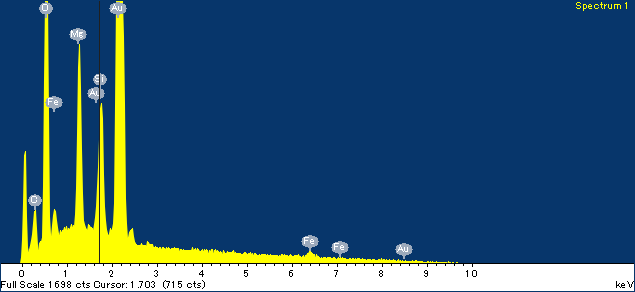 Spectrum 1
O Au
Mg
Si
Au
Fe
C
Fe Fe Au
0 1 2 3 4 5 6 7 8 9 10
Full Scale 1698 cts Cursor: 1.703 (715 cts) keV